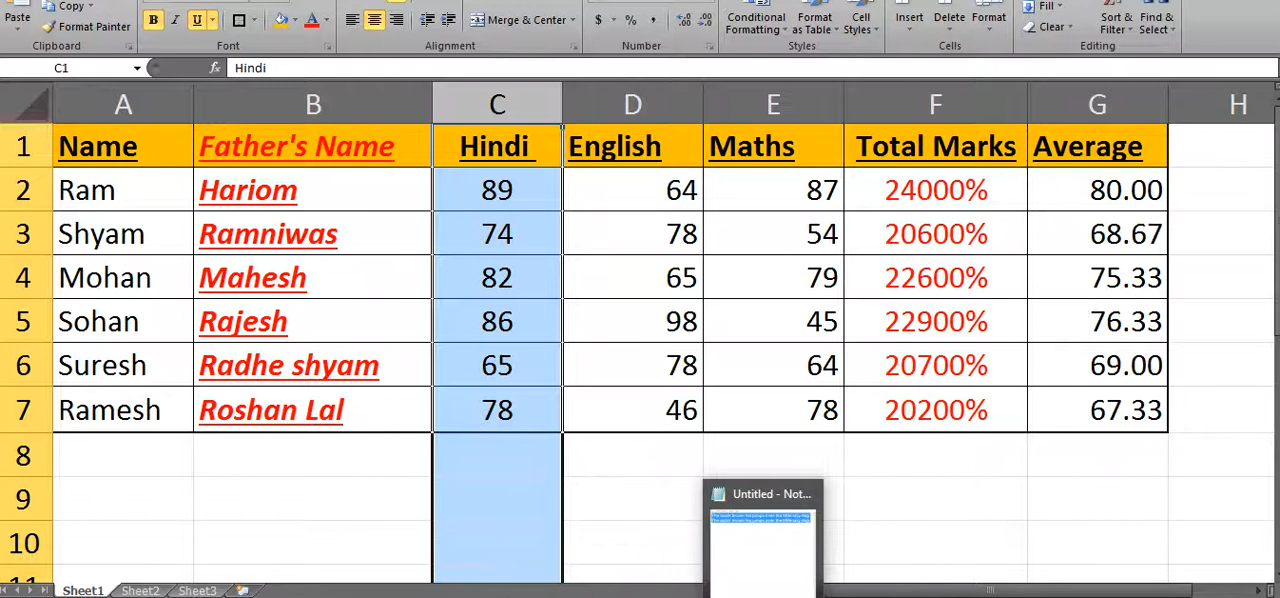 Copy Fill
Paste Format Painter B I U Merge & Center $ % , Conditional Format Cell Insert Delete Format Clear Sort & Find &
Formatting as Table Styles Filter Select
Clipboard Font Alignment Number Styles Cells Editing
C1 fx Hindi
A B C D E F G H
1 Name Father's Name Hindi English Maths Total Marks Average
2 Ram Hariom 89 64 87 24000% 80.00
3 Shyam Ramniwas 74 78 54 20600% 68.67
4 Mohan Mahesh 82 65 79 22600% 75.33
5 Sohan Rajesh 86 98 45 22900% 76.33
6 Suresh Radhe shyam 65 78 64 20700% 69.00
7 Ramesh Roshan Lal 78 46 78 20200% 67.33
8
9 Untitled - Not...
10
11
Sheet1 Sheet2 Sheet3